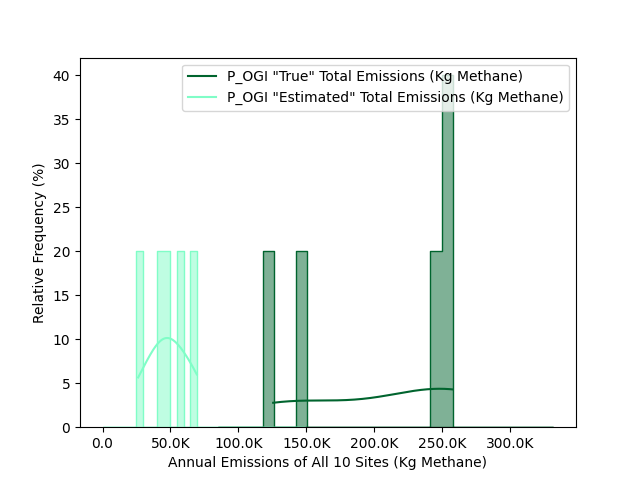 P_OGI "True" Total Emissions (Kg Methane)
P_OGI "Estimated" Total Emissions (Kg Methane)
Relative Frequency (%)
40
35
30
25
20
15
10
5
0
0.0 50.0K 100.0K 150.0K 200.0K 250.0K 300.0K
Annual Emissions of All 10 Sites (Kg Methane)